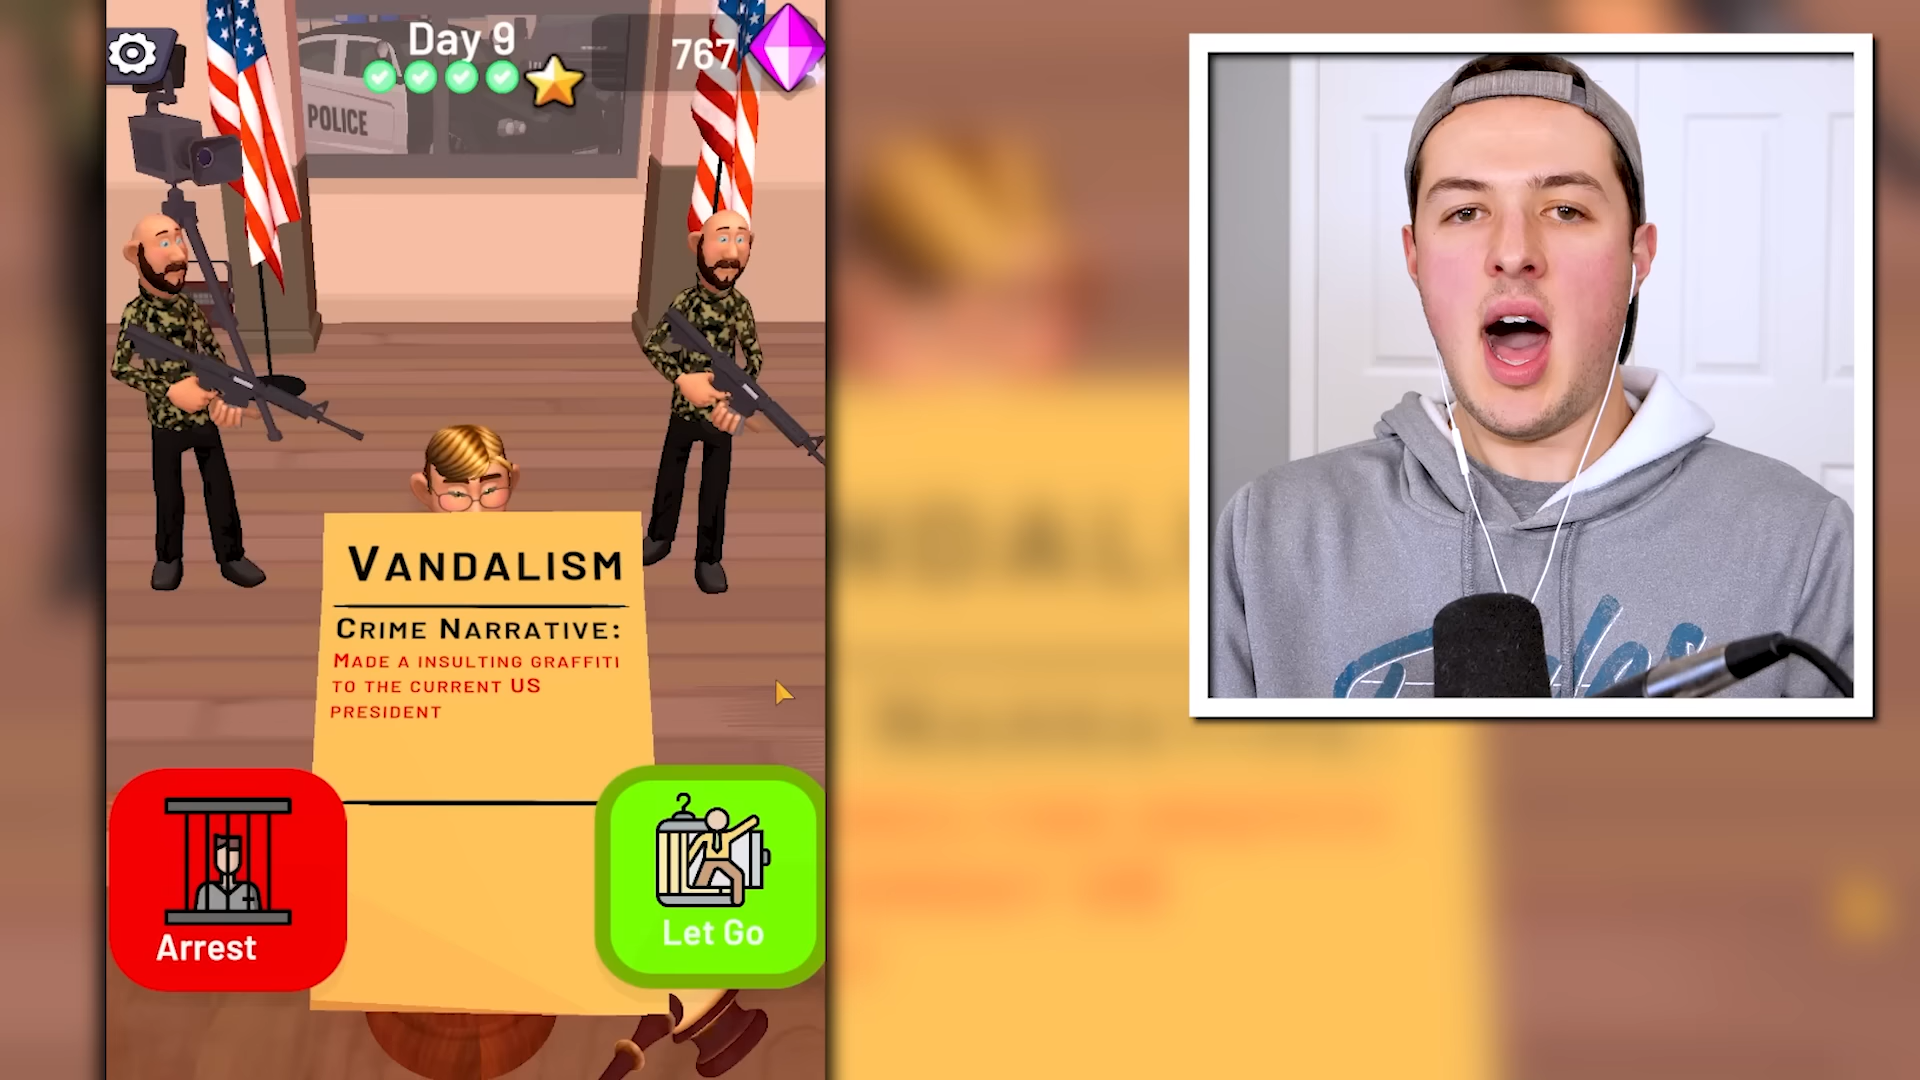 Day 9
767
POLICE
VANDALISM
CRIME NARRATIVE:
MADE A INSULTING GRAFFITI
TO THE CURRENT US
PRESIDENT
Arrest
Let Go